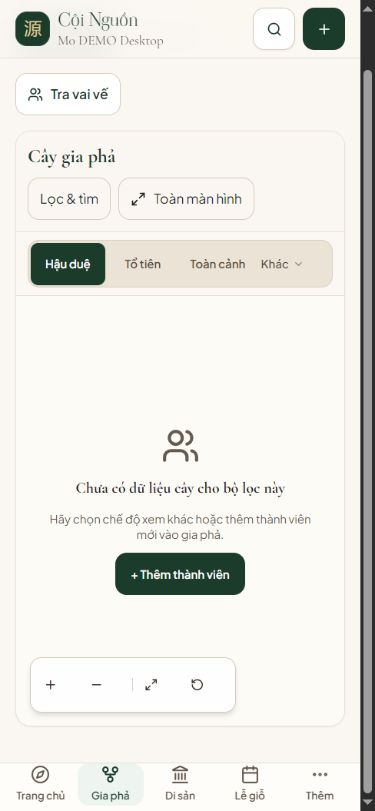 源
Cội Nguồn
Mo DEMO Desktop
Tra vai vế
Cây gia phả
Lọc & tìm
Toàn màn hình
Hậu duệ
Tổ tiên
Toàn cảnh
Khác
Chưa có dữ liệu cây cho bộ lọc này
Hãy chọn chế độ xem khác hoặc thêm thành viên
mới vào gia phả.
+ Thêm thành viên
Trang chủ
Gia phả
Di sản
Lễ giỗ
Thêm